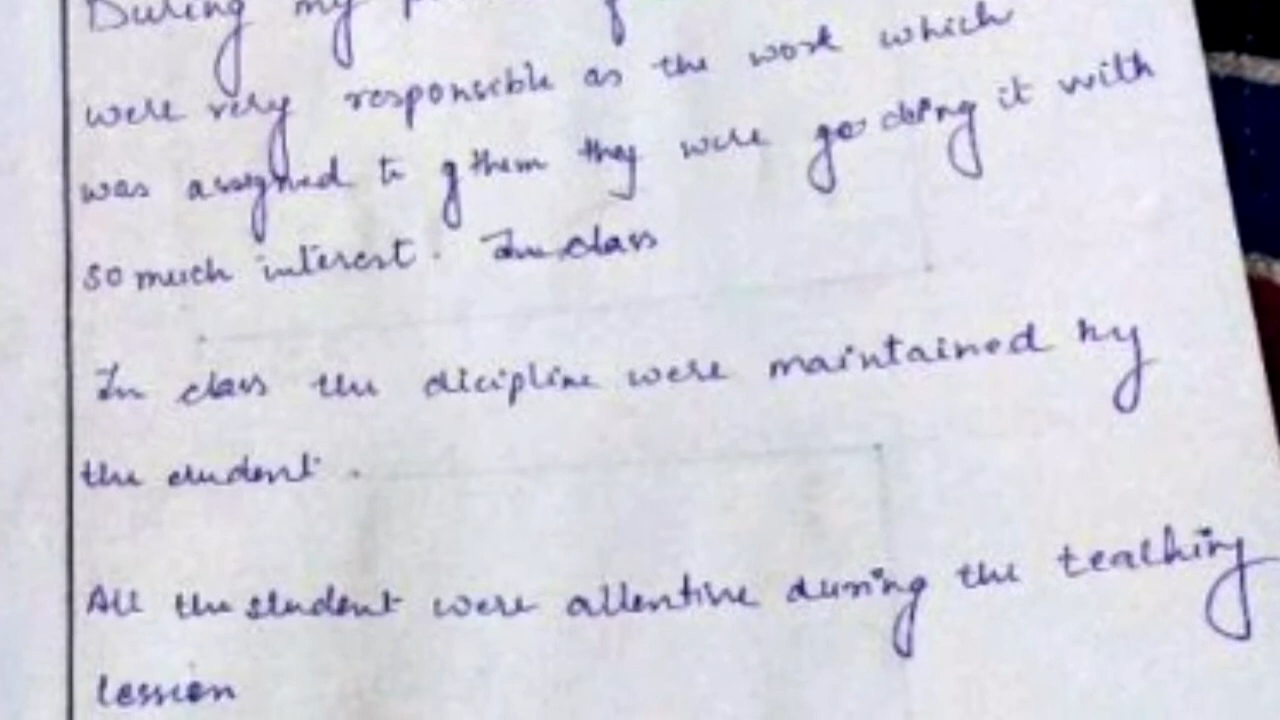 During my
were very responsible as the work which
was assigned to them they were doing it with
so much interest. In class
In class the dicipline were maintained by
the student.
All the student were attentive during the teaching
lession